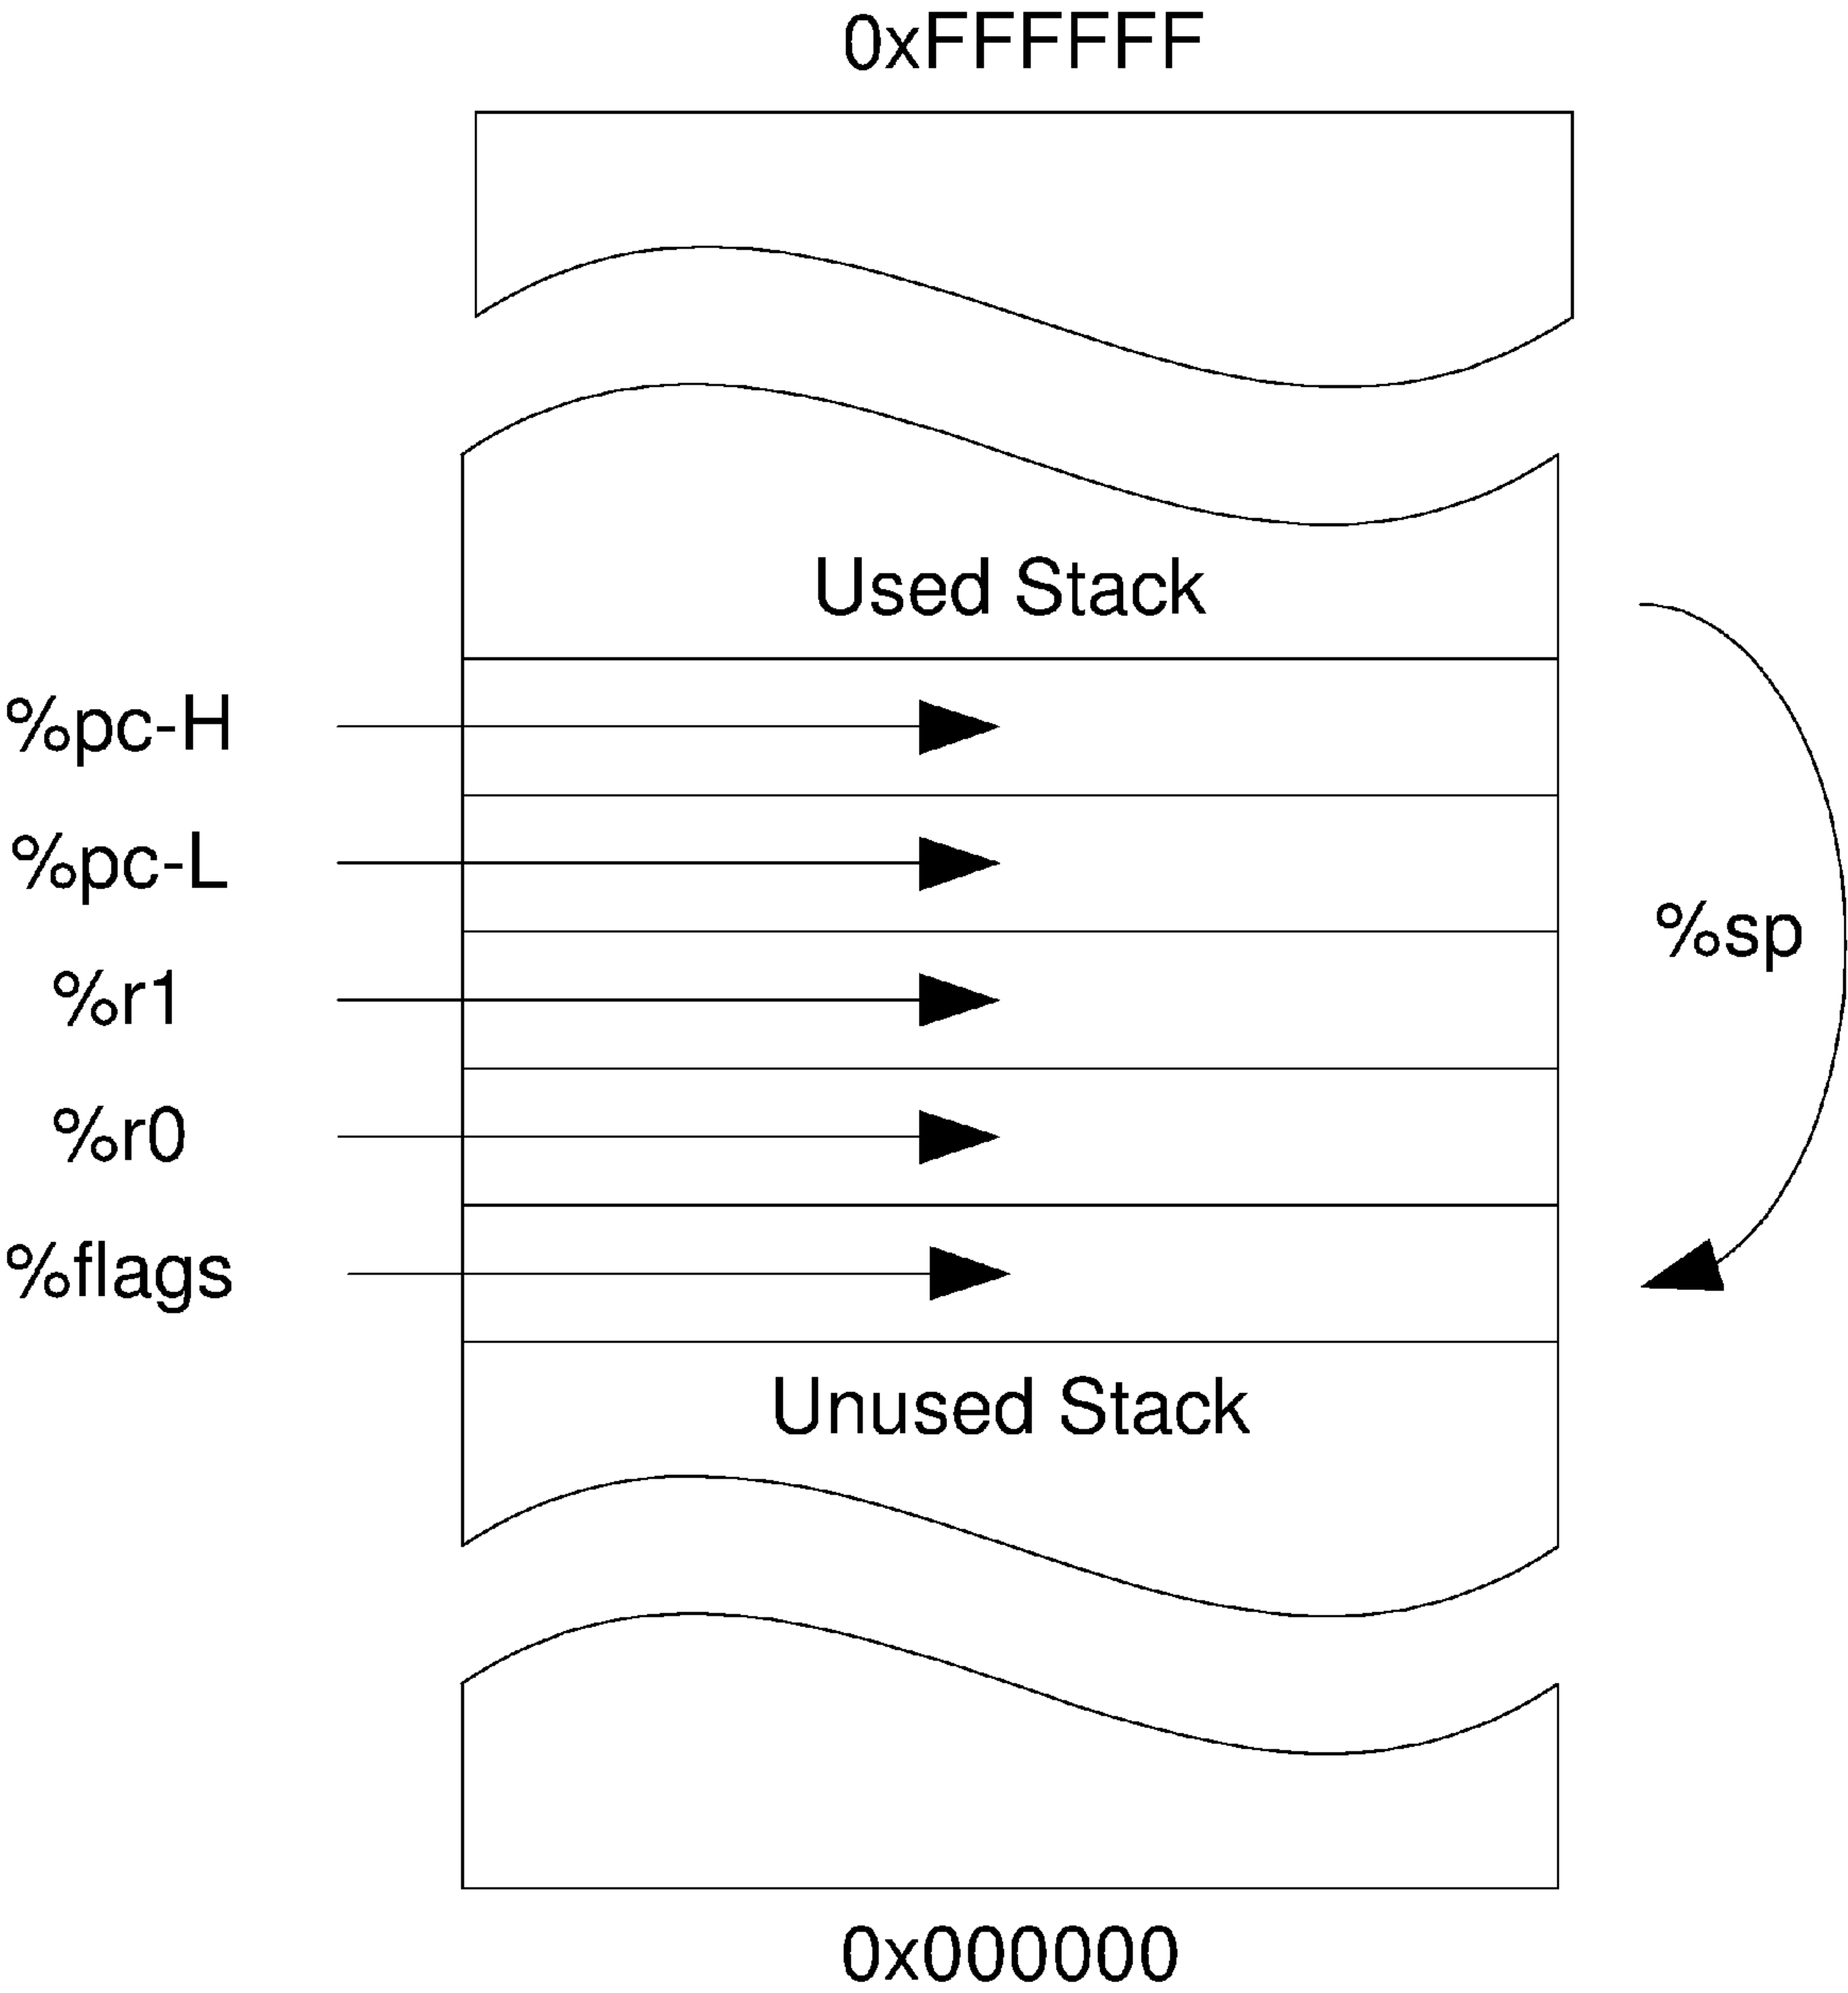 0xFFFFFF
Used Stack
%pc-H
%pc-L
%sp
%r1
%r0
%flags
Unused Stack
0x000000